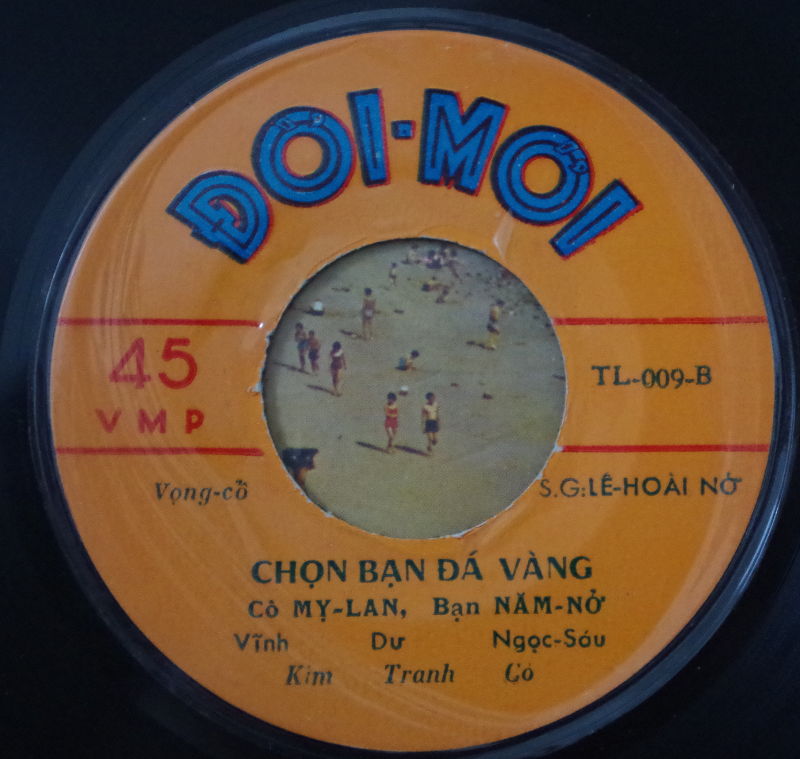 ĐỜI-MỚI
45
VMP
TL-009-B
Vọng-cổ
S.G:LÊ-HOÀI NỞ
CHỌN BẠN ĐÁ VÀNG
Cô MỴ-LAN, Bạn NĂM-NỞ
Vĩnh Dư Ngọc-Sáu
Kim Tranh Cò